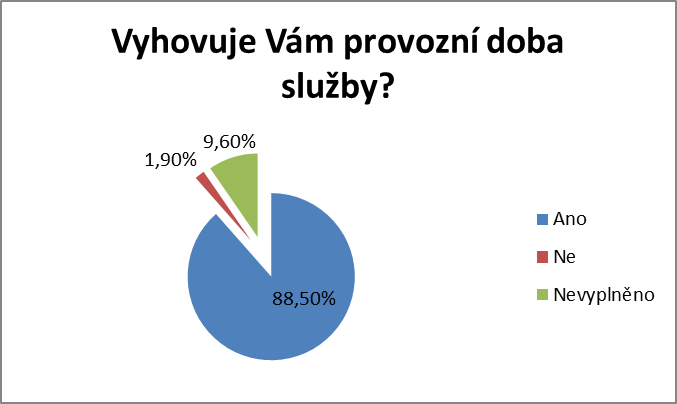 Vyhovuje Vám provozní doba
služby?
9,60%
1,90%
88,50%
Ano
Ne
Nevyplněno